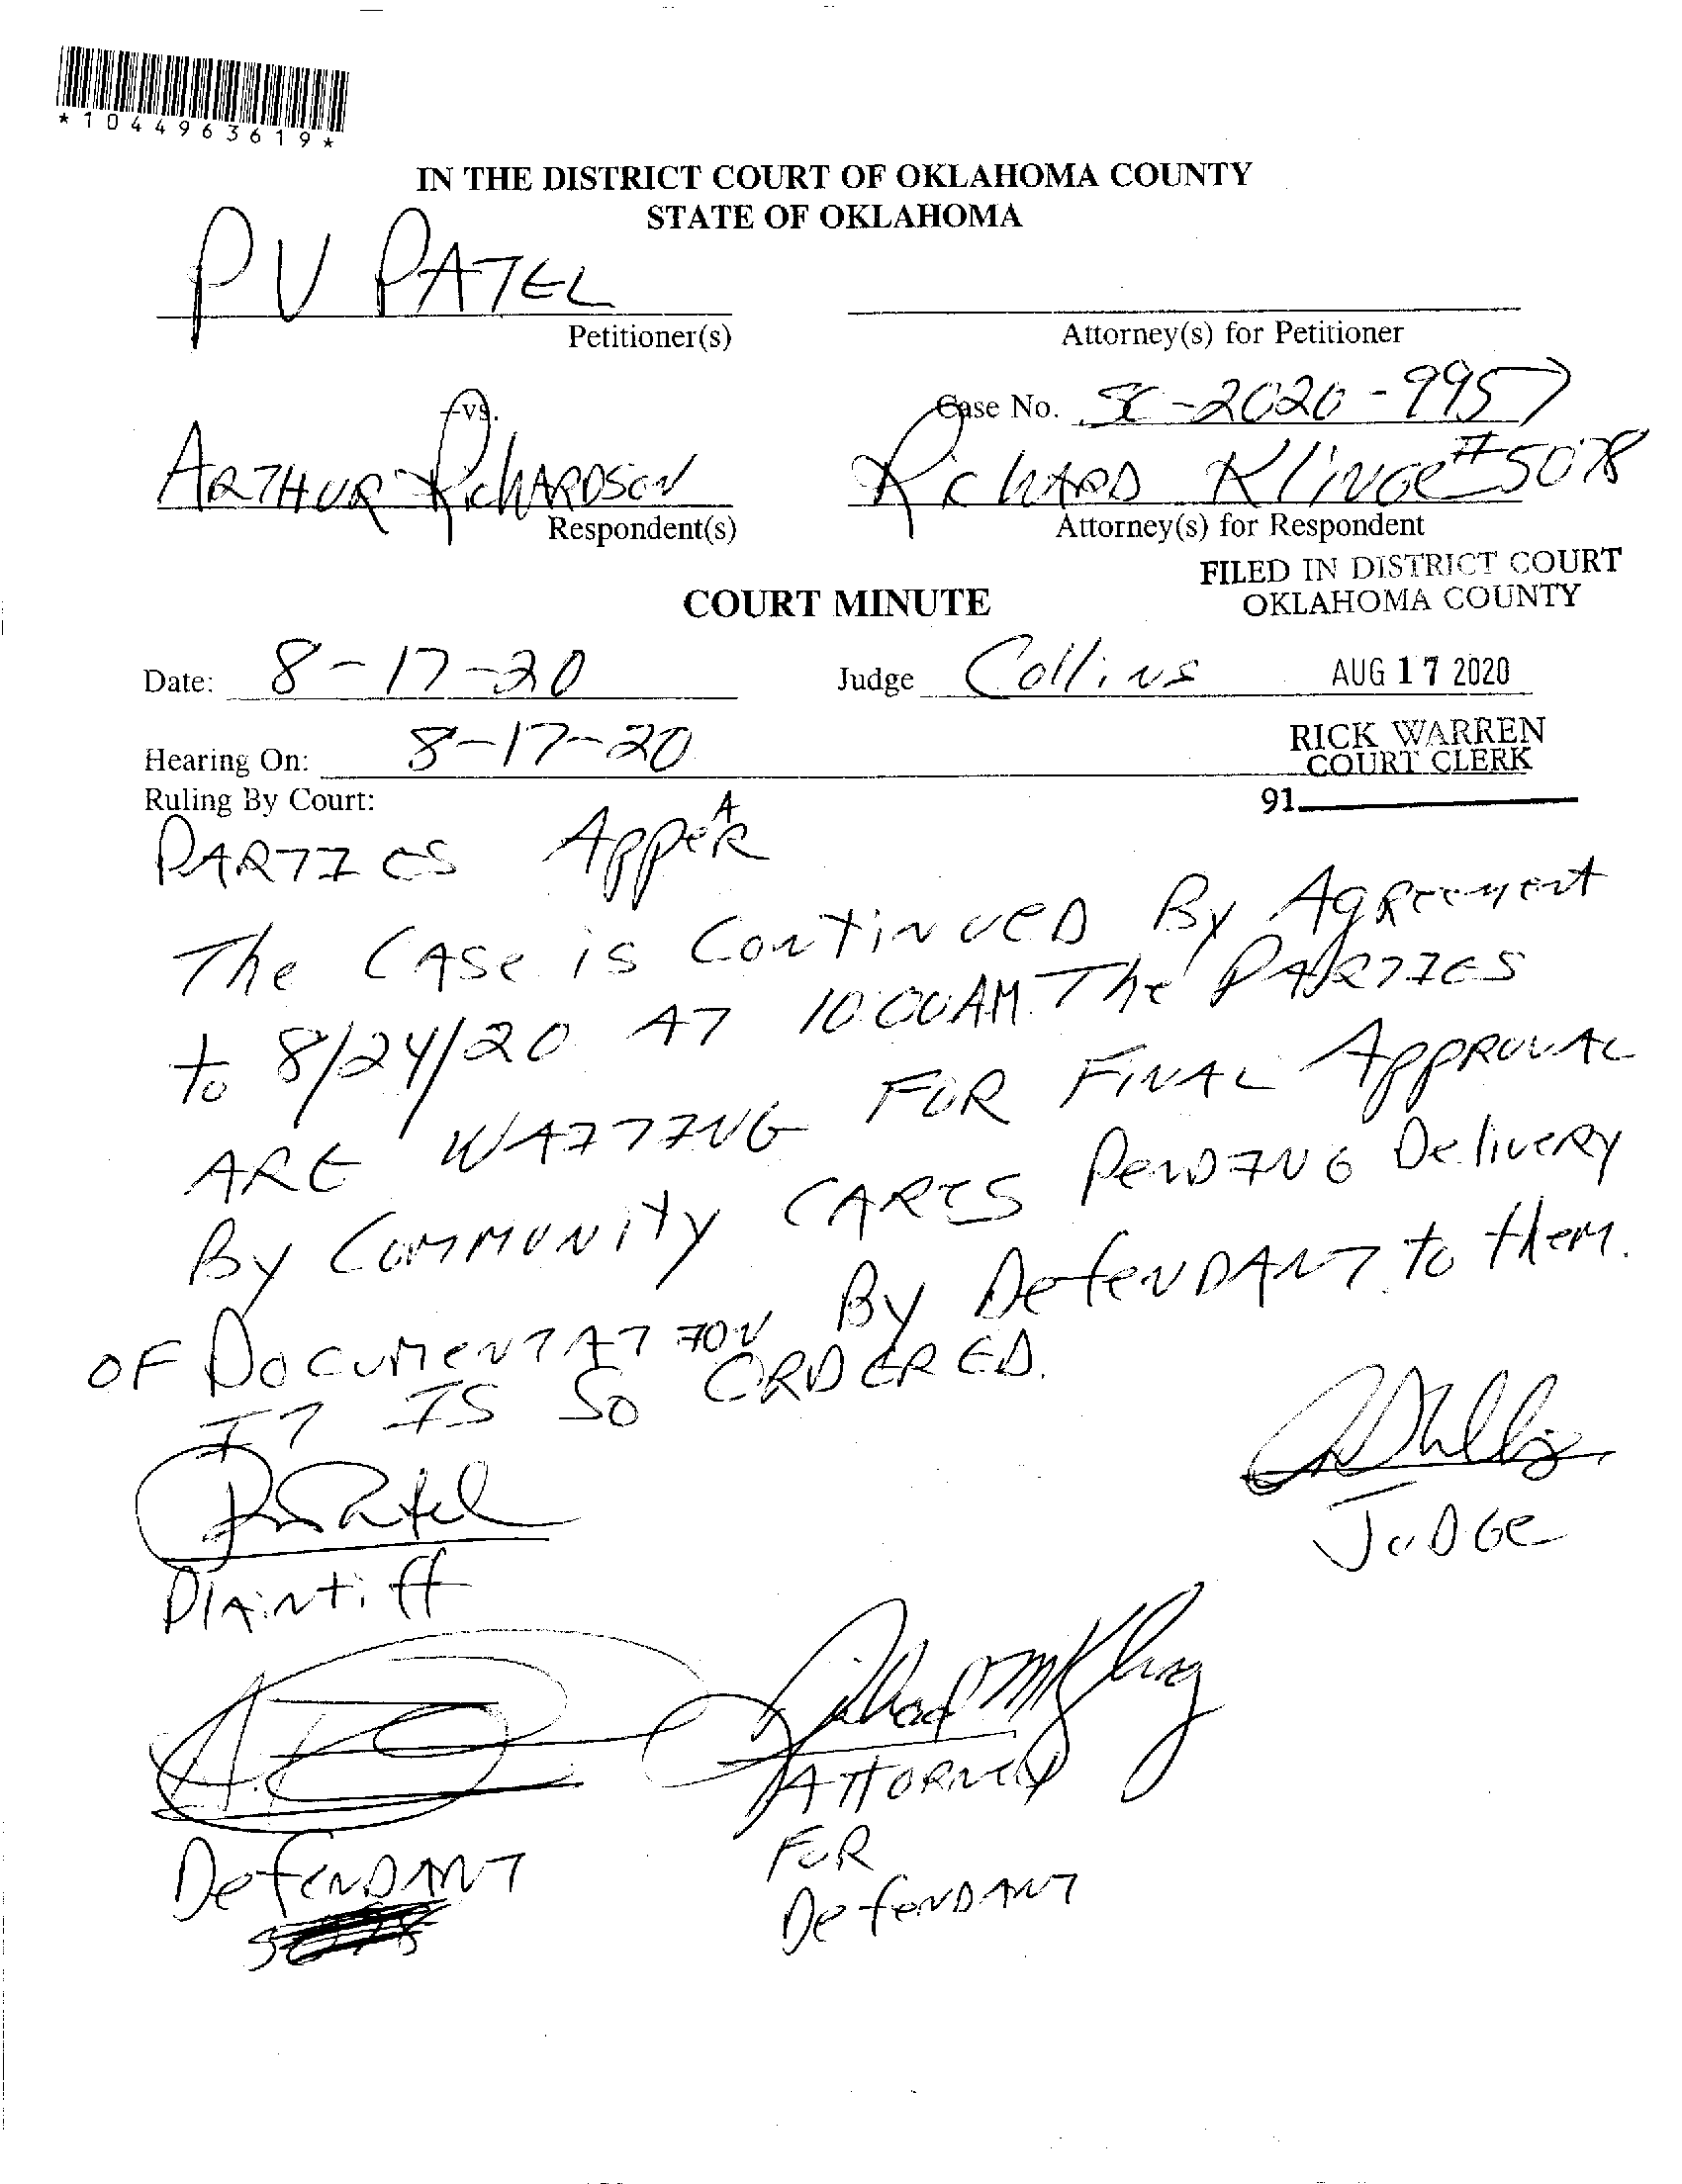 *1044963619*
IN THE DISTRICT COURT OF OKLAHOMA COUNTY
STATE OF OKLAHOMA
PV PATEL
Petitioner(s)
Attorney(s) for Petitioner
-vs.
Case No. SC-2020-9957
ARTHUR RICHARDSON
Respondent(s)
RICHARD KLINGE #5078
Attorney(s) for Respondent
FILED IN DISTRICT COURT
OKLAHOMA COUNTY
COURT MINUTE
Date: 8-17-20
Judge Collins
AUG 17 2020
Hearing On: 8-17-20
RICK WARREN
COURT CLERK
Ruling By Court:
91
PARTIES AppeAR
The CASe is Continued By Agreement
to 8/24/20 AT 10:00AM The PARTIES
ARE WAITING FOR FINAL APPROVAL
By COMMUNITY CARES PENDING Delivery
OF DOCUMENTATION By DefeNDANT to them.
IT IS SO ORDERED.
JUDGe
PV Patel
Plaintiff
ATTORNEY
FOR
DefenDANT
DefenDANT
5078